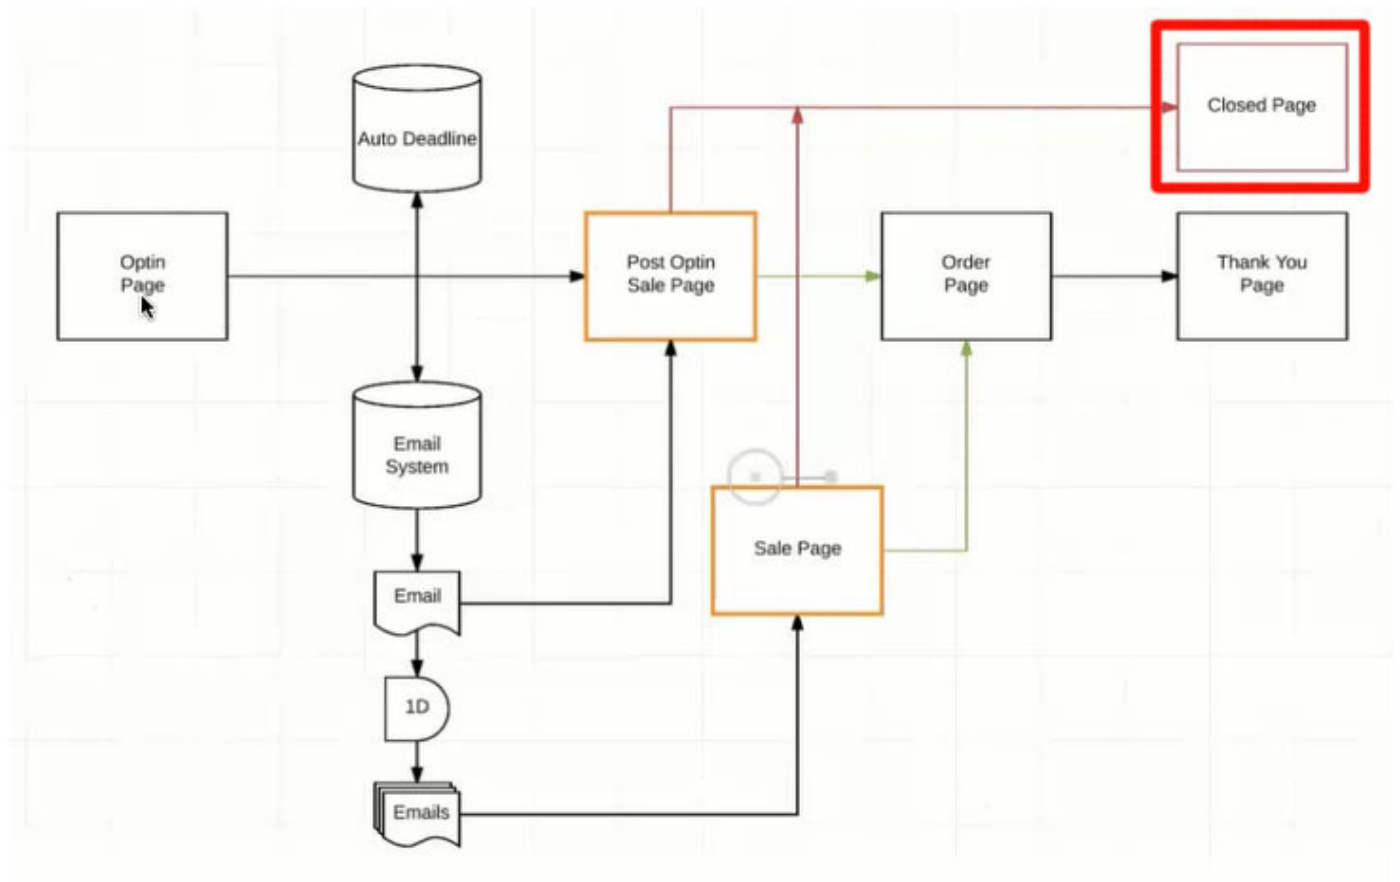 Closed Page
Auto Deadline
Optin
Page
Post Optin
Sale Page
Order
Page
Thank You
Page
Email
System
Sale Page
Email
1D
Emails